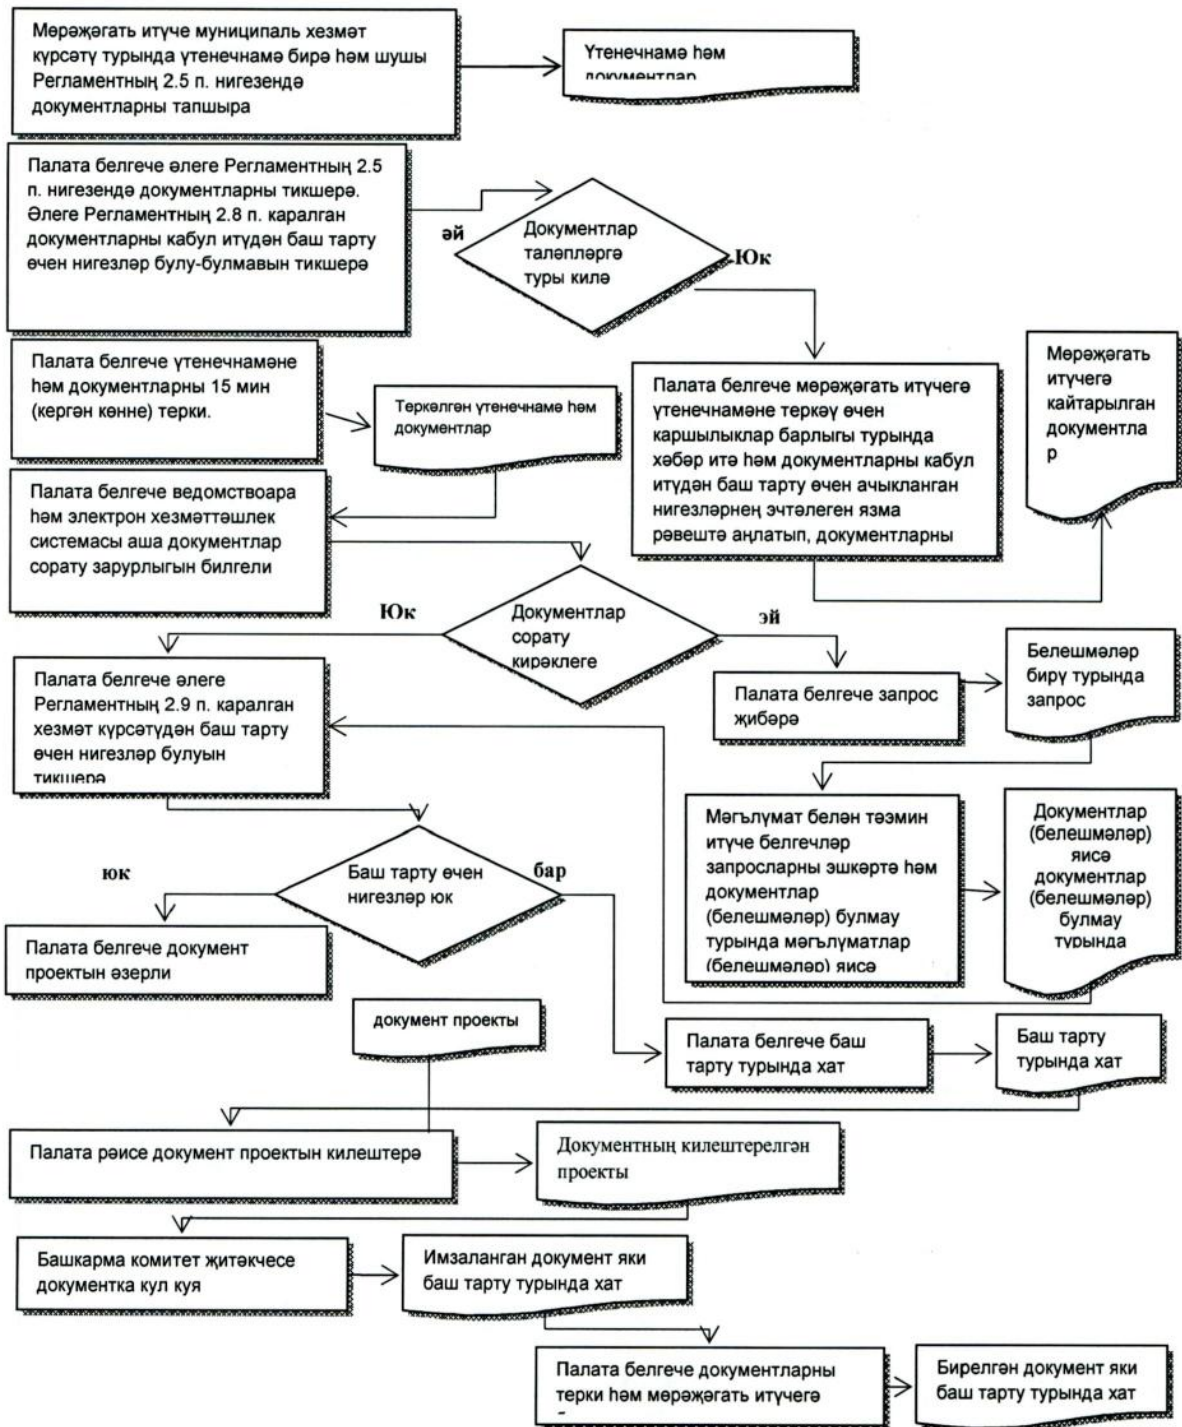 Мөрәҗәгать итүче муниципаль хезмәт
күрсәтү турында үтенечнамә бирә һәм шушы
Регламентның 2.5 п. нигезендә
документларны тапшыра
Үтенечнамә һәм
документлар
Палата белгече әлеге Регламентның 2.5
п. нигезендә документларны тикшерә.
Әлеге Регламентның 2.8 п. каралган
документларны кабул итүдән баш тарту
өчен нигезләр булу-булмавын тикшерә
әй
Документлар
таләпләргә
туры килә
Юк
Палата белгече үтенечнамәне
һәм документларны 15 мин
(кергән көнне) терки.
Теркәлгән үтенечнамә һәм
документлар
Палата белгече мөрәҗәгать итүчегә
үтенечнамәне теркәү өчен
каршылыклар барлыгы турында
хәбәр итә һәм документларны кабул
итүдән баш тарту өчен ачыкланган
нигезләрнең эчтәлеген язма
рәвештә аңлатып, документларны
Мөрәҗәгать
итүчегә
кайтарылган
документла
р
Палата белгече ведомствоара
һәм электрон хезмәттәшлек
системасы аша документлар
сорату зарурлыгын билгели
Юк
Документлар
сорату
кирәклеге
эй
Палата белгече әлеге
Регламентның 2.9 п. каралган
хезмәт күрсәтүдән баш тарту
өчен нигезләр булуын
тикшерә
Палата белгече запрос
җибәрә
Белешмәләр
бирү турында
запрос
Мәгълүмат белән тәэмин
итүче белгечләр
запросларны эшкәртә һәм
документлар
(белешмәләр) булмау
турында мәгълүматлар
(белешмәләр) яисә
Документлар
(белешмәләр)
яисә
документлар
(белешмәләр)
булмау
турында
юк
Баш тарту өчен
нигезләр юк
бар
Палата белгече документ
проектын әзерли
документ проекты
Палата белгече баш
тарту турында хат
Баш тарту
турында хат
Палата рәисе документ проектын килештерә
Документның килештерелгән
проекты
Башкарма комитет җитәкчесе
документка кул куя
Имзаланган документ яки
баш тарту турында хат
Палата белгече документларны
терки һәм мөрәҗәгать итүчегә
Бирелгән документ яки
баш тарту турында хат